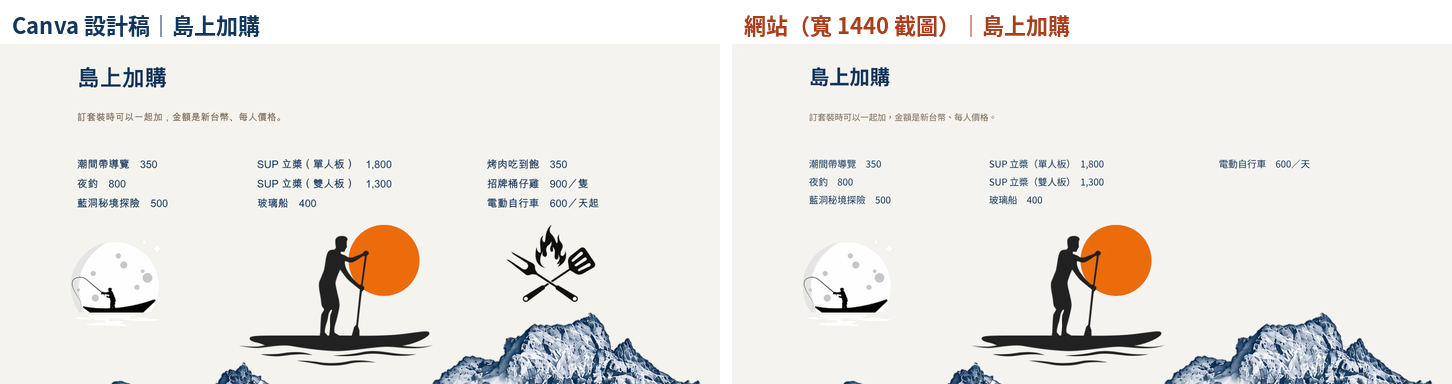 Canva 設計稿｜島上加購
島上加購
訂套裝時可以一起加，金額是新台幣、每人價格。
潮間帶導覽 350
夜釣 800
藍洞秘境探險 500
SUP 立槳（單人板） 1,800
SUP 立槳（雙人板） 1,300
玻璃船 400
烤肉吃到飽 350
招牌桶仔雞 900／隻
電動自行車 600／天起
網站（寬 1440 截圖）｜島上加購
島上加購
訂套裝時可以一起加，金額是新台幣、每人價格。
潮間帶導覽 350
夜釣 800
藍洞秘境探險 500
SUP 立槳（單人板） 1,800
SUP 立槳（雙人板） 1,300
玻璃船 400
電動自行車 600／天